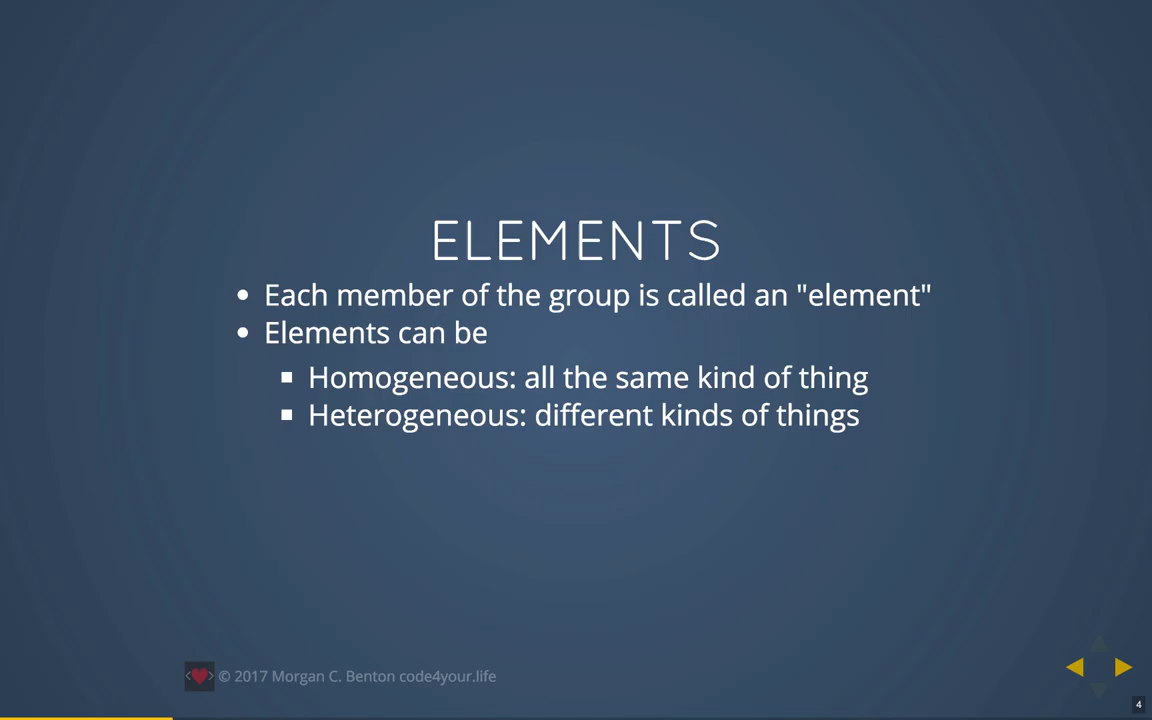 ELEMENTS
• Each member of the group is called an "element"
• Elements can be
▪ Homogeneous: all the same kind of thing
▪ Heterogeneous: different kinds of things
<❤> © 2017 Morgan C. Benton code4your.life
4